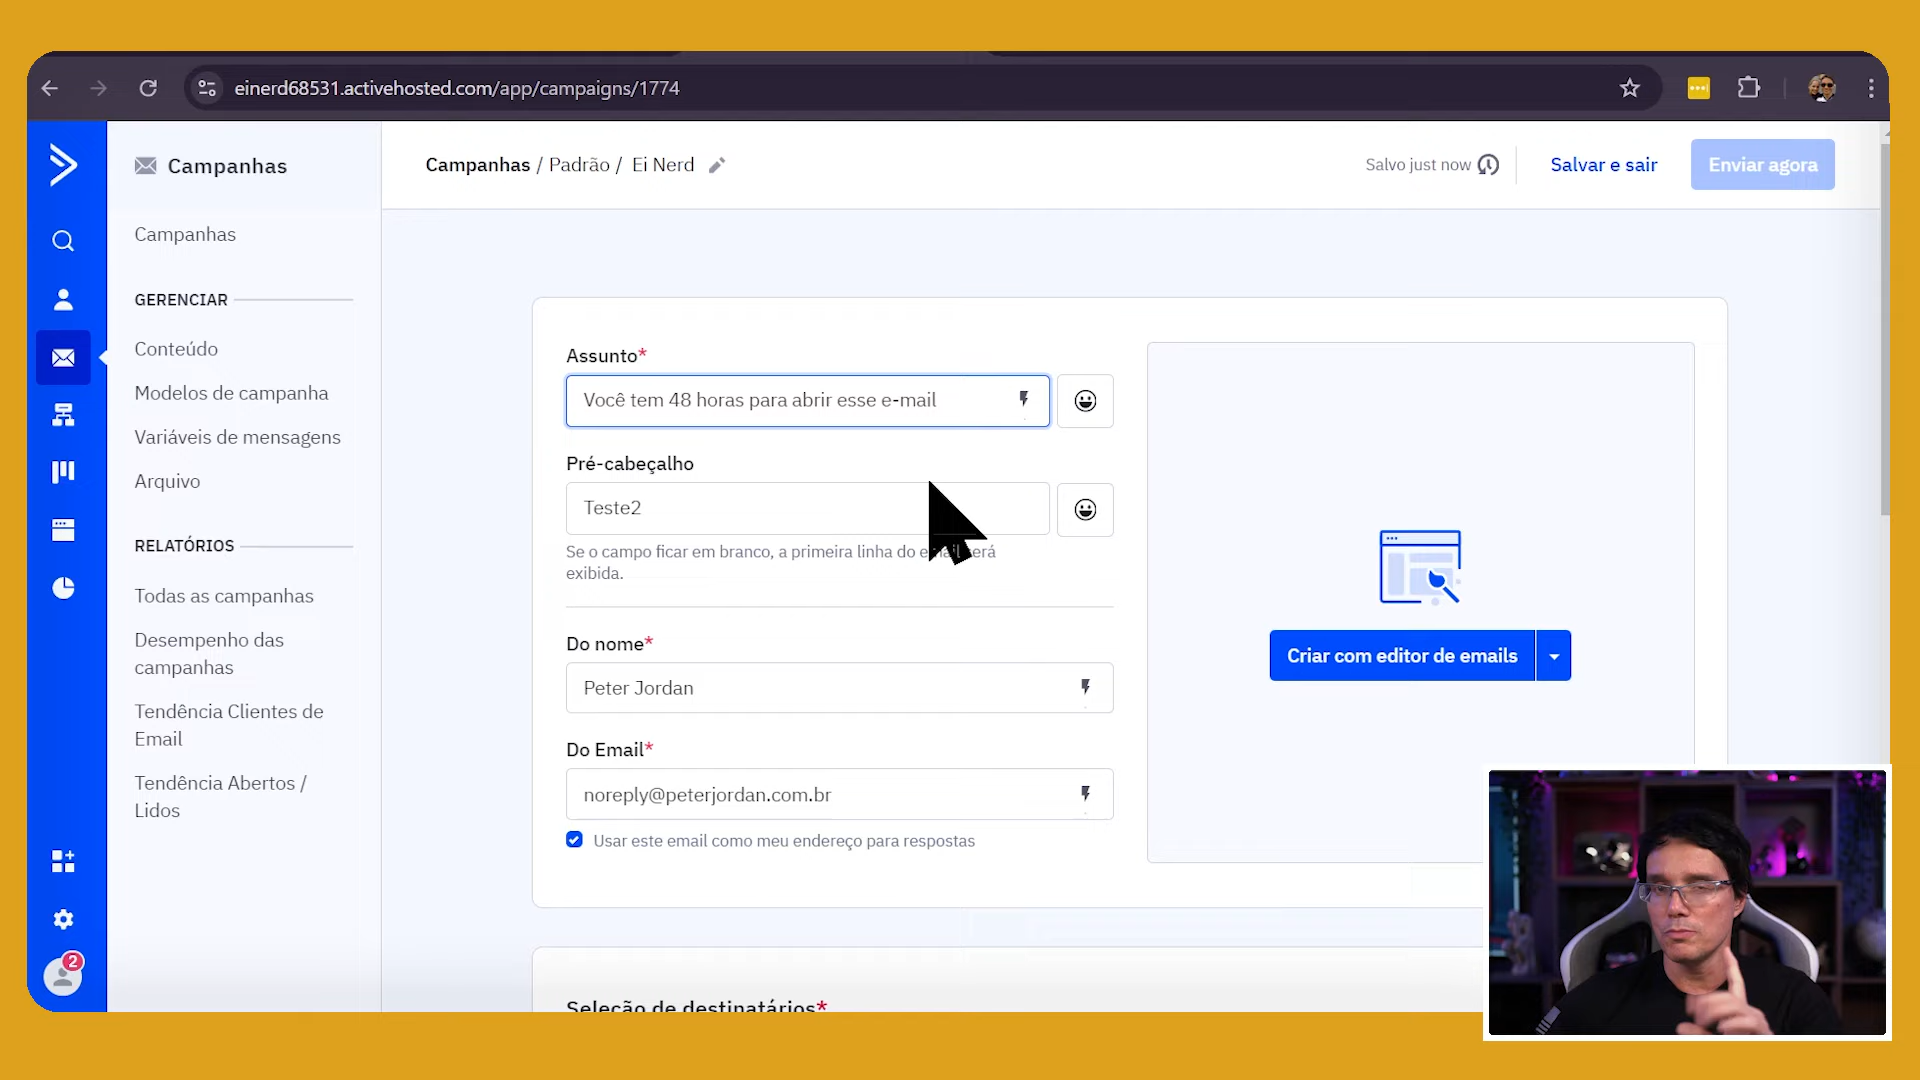 einerd68531.activehosted.com/app/campaigns/1774
Campanhas
Campanhas / Padrão / Ei Nerd
Salvo just now
Salvar e sair
Enviar agora
Campanhas
GERENCIAR
Conteúdo
Modelos de campanha
Variáveis de mensagens
Arquivo
RELATÓRIOS
Todas as campanhas
Desempenho das
campanhas
Tendência Clientes de
Email
Tendência Abertos /
Lidos
2
Assunto*
Você tem 48 horas para abrir esse e-mail
Pré-cabeçalho
Teste2
Se o campo ficar em branco, a primeira linha do
exibida.
Do nome*
Peter Jordan
Do Email*
noreply@peterjordan.com.br
Usar este email como meu endereço para respostas
Criar com editor de emails
Seleção de destinatários*